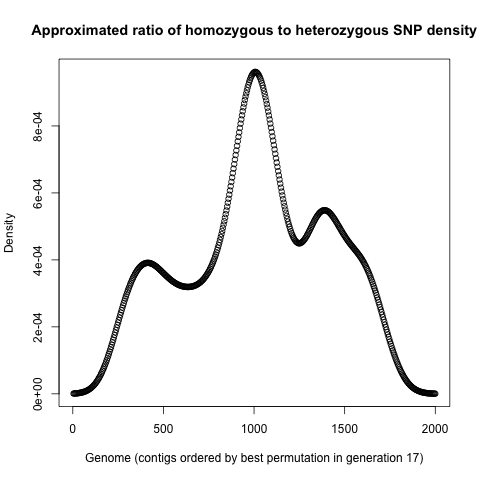 Approximated ratio of homozygous to heterozygous SNP density
Density
0e+00
2e-04
4e-04
6e-04
8e-04
0
500
1000
1500
2000
Genome (contigs ordered by best permutation in generation 17)